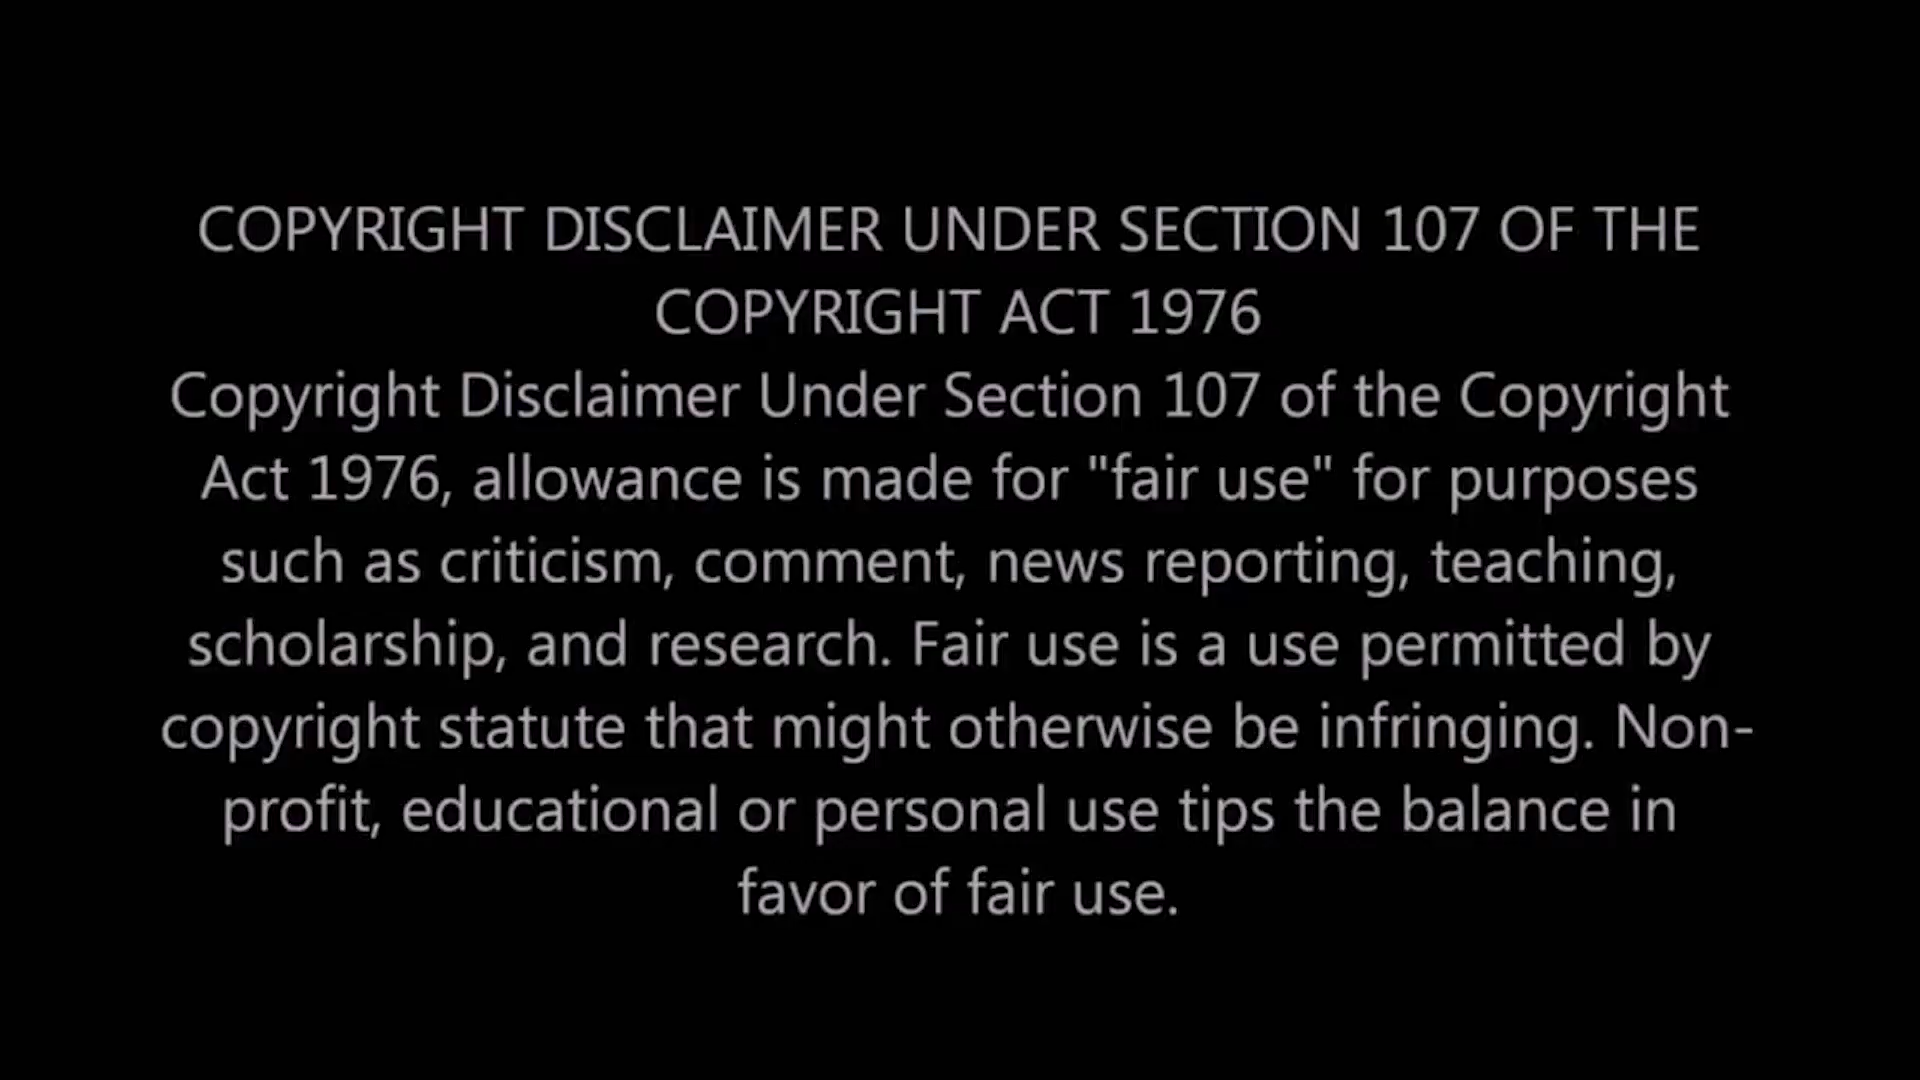 COPYRIGHT DISCLAIMER UNDER SECTION 107 OF THE
COPYRIGHT ACT 1976
Copyright Disclaimer Under Section 107 of the Copyright
Act 1976, allowance is made for "fair use" for purposes
such as criticism, comment, news reporting, teaching,
scholarship, and research. Fair use is a use permitted by
copyright statute that might otherwise be infringing. Non-
profit, educational or personal use tips the balance in
favor of fair use.